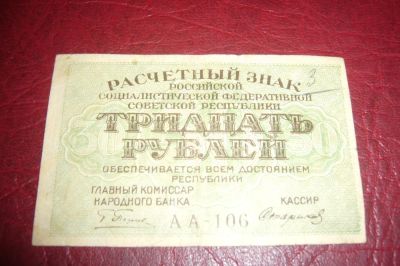 РАСЧЕТНЫЙ ЗНАК
РОССИЙСКОЙ
СОЦИАЛИСТИЧЕСКОЙ ФЕДЕРАТИВНОЙ
СОВЕТСКОЙ РЕСПУБЛИКИ
3
ТРИДЦАТЬ
РУБЛЕЙ
ОБЕСПЕЧИВАЕТСЯ ВСЕМ ДОСТОЯНИЕМ
РЕСПУБЛИКИ
ГЛАВНЫЙ КОМИССАР
НАРОДНОГО БАНКА
КАССИР
АА-106